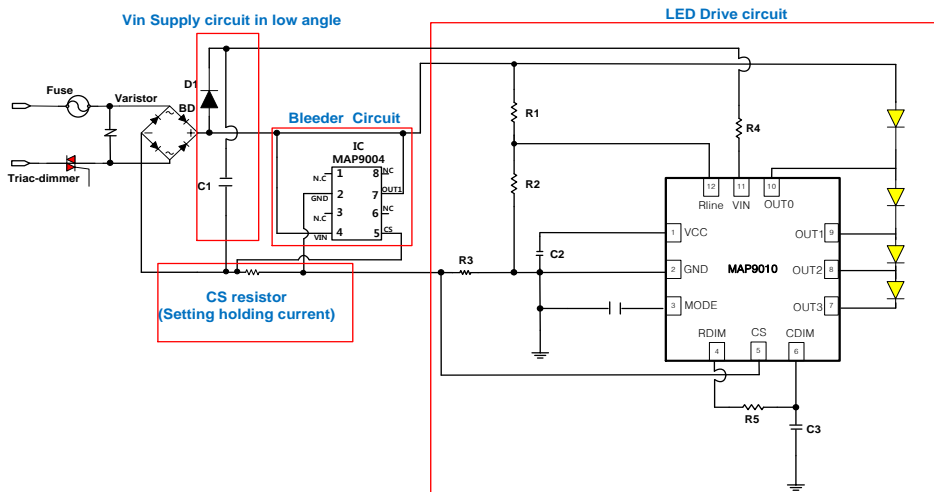 LED Drive circuit
Vin Supply circuit in low angle
D1
Fuse
Varistor
BD
~
~
Triac-dimmer
C1
Bleeder Circuit
IC
MAP9004
N.C 1 8 NC
2 7
GND OUT1
N.C 3 6 NC
4 5 CS
VIN
CS resistor
(Setting holding current)
R1
R2
R3
R4
C2
12 11 10
Rline VIN OUT0
1 VCC
OUT1 9
2 GND
MAP9010
OUT2 8
3 MODE
OUT3 7
RDIM CS CDIM
4 5 6
R5
C3